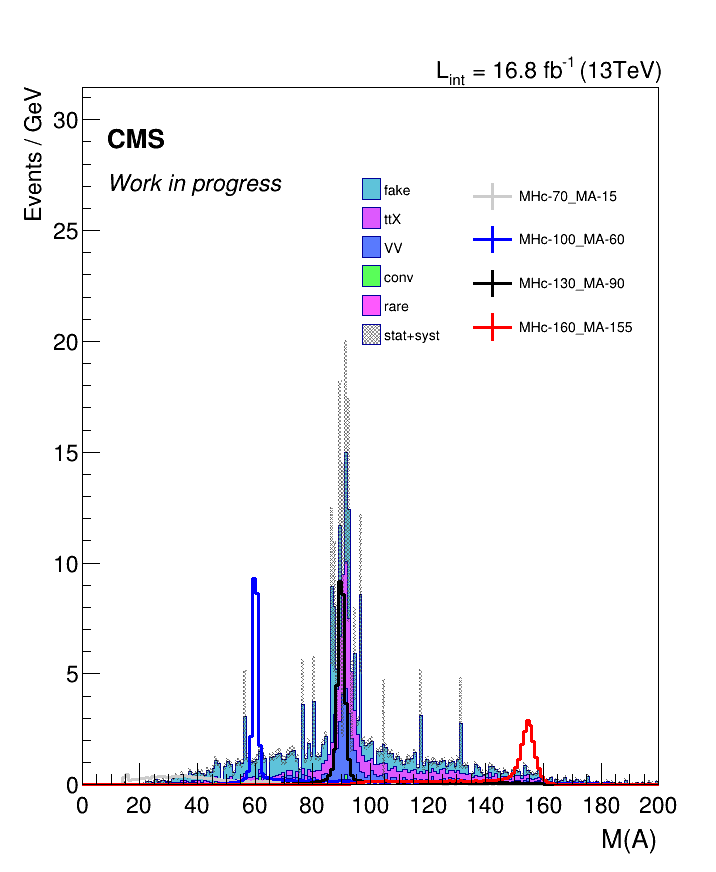 L_int = 16.8 fb^-1 (13TeV)
Events / GeV
CMS
Work in progress
fake
ttX
VV
conv
rare
stat+syst
MHc-70_MA-15
MHc-100_MA-60
MHc-130_MA-90
MHc-160_MA-155
30
25
20
15
10
5
0
0 20 40 60 80 100 120 140 160 180 200
M(A)